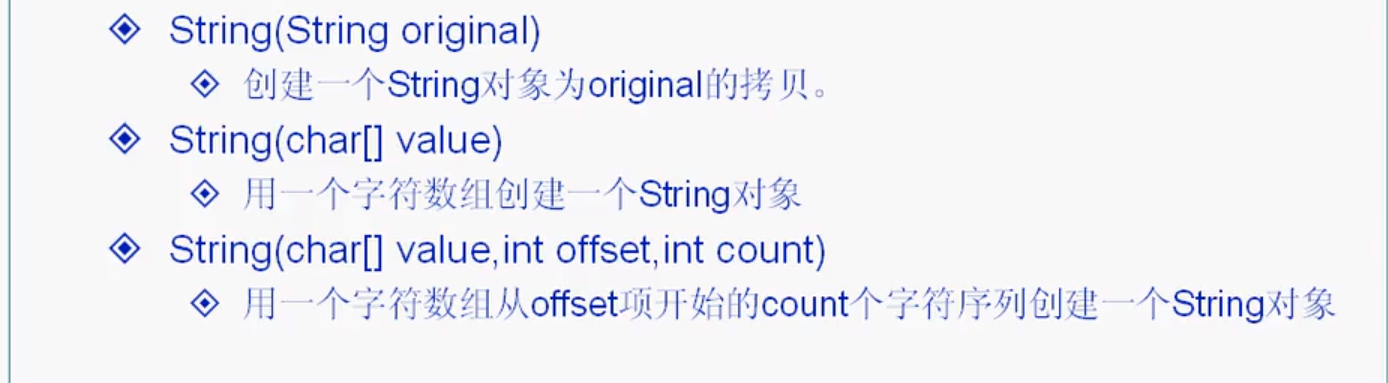 String(String original)
创建一个String对象为original的拷贝。
String(char[] value)
用一个字符数组创建一个String对象
String(char[] value,int offset,int count)
用一个字符数组从offset项开始的count个字符序列创建一个String对象